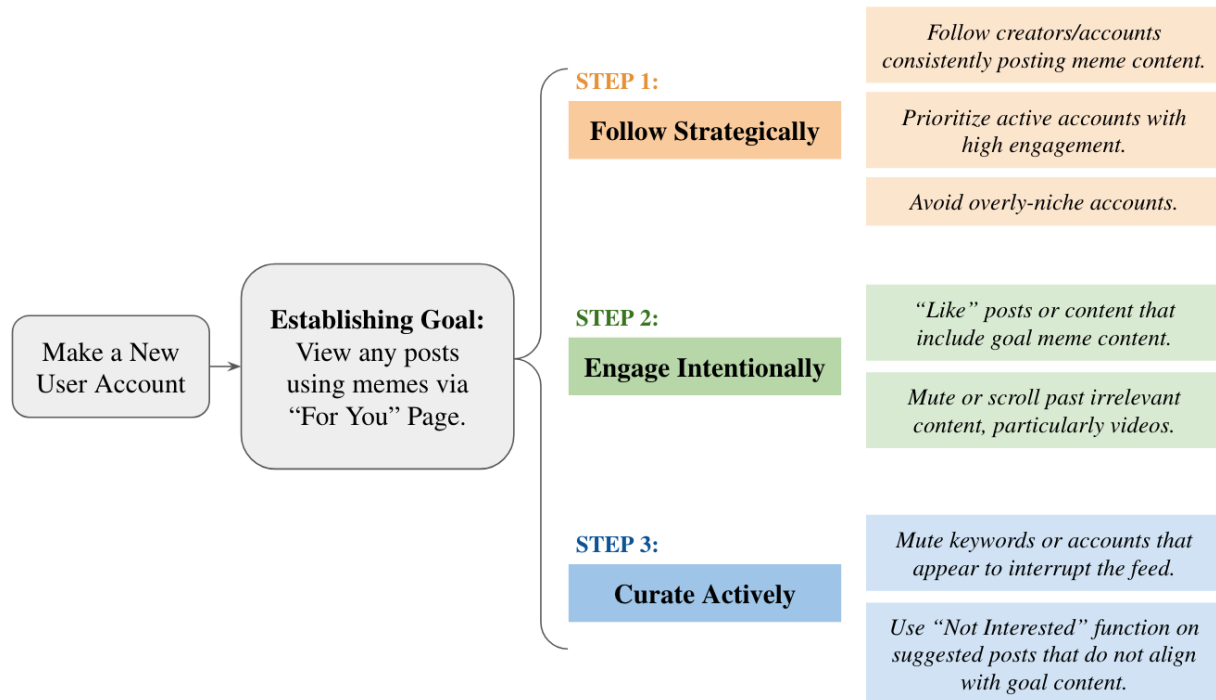 Make a New
User Account
Establishing Goal:
View any posts
using memes via
“For You” Page.
STEP 1:
Follow Strategically
Follow creators/accounts
consistently posting meme content.
Prioritize active accounts with
high engagement.
Avoid overly-niche accounts.
STEP 2:
Engage Intentionally
“Like” posts or content that
include goal meme content.
Mute or scroll past irrelevant
content, particularly videos.
STEP 3:
Curate Actively
Mute keywords or accounts that
appear to interrupt the feed.
Use “Not Interested” function on
suggested posts that do not align
with goal content.